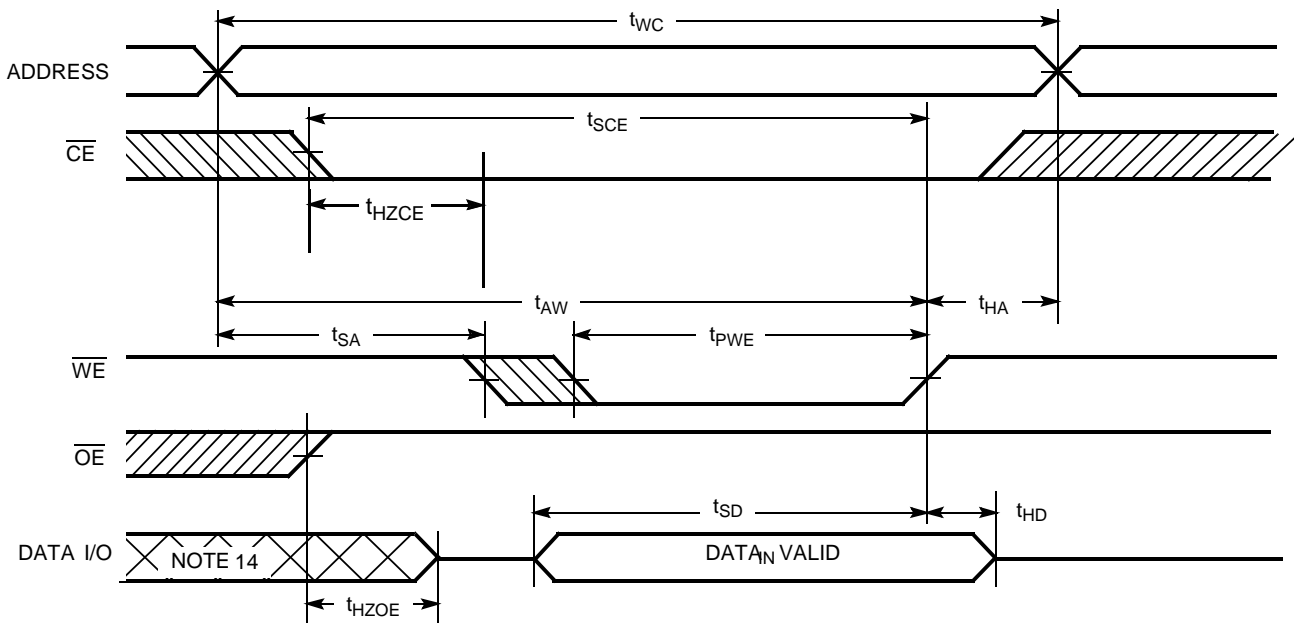 tWC
ADDRESS
tSCE
CE
tHZCE
tAW
tHA
tSA
tPWE
WE
OE
tSD
tHD
DATA I/O
NOTE 14
DATAIN VALID
tHZOE